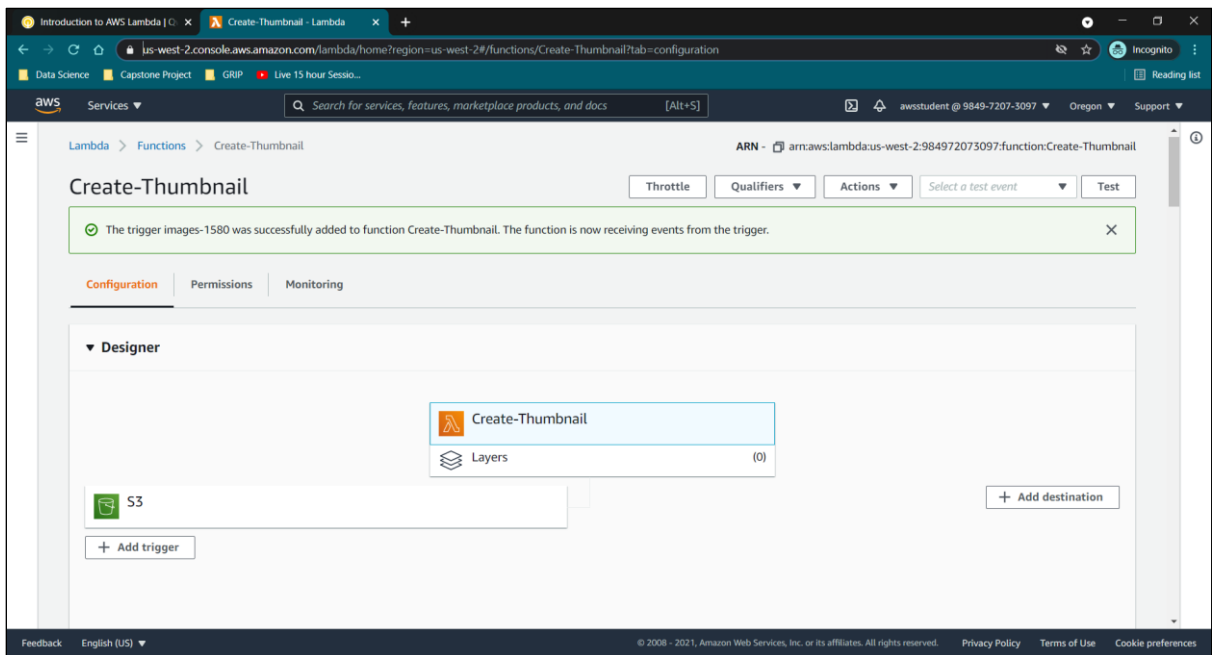 Introduction to AWS Lambda | Q
Create-Thumbnail - Lambda
us-west-2.console.aws.amazon.com/lambda/home?region=us-west-2#/functions/Create-Thumbnail?tab=configuration
Incognito
Data Science Capstone Project GRIP Live 15 hour Sessio...
Reading list
aws Services ▼ Search for services, features, marketplace products, and docs [Alt+S] awsstudent @ 9849-7207-3097 ▼ Oregon ▼ Support ▼
Lambda > Functions > Create-Thumbnail
ARN - arn:aws:lambda:us-west-2:984972073097:function:Create-Thumbnail
Create-Thumbnail
Throttle Qualifiers ▼ Actions ▼ Select a test event ▼ Test
The trigger images-1580 was successfully added to function Create-Thumbnail. The function is now receiving events from the trigger.
Configuration Permissions Monitoring
▼ Designer
Create-Thumbnail
Layers (0)
S3
+ Add destination
+ Add trigger
Feedback English (US) ▼ © 2008 - 2021, Amazon Web Services, Inc. or its affiliates. All rights reserved. Privacy Policy Terms of Use Cookie preferences